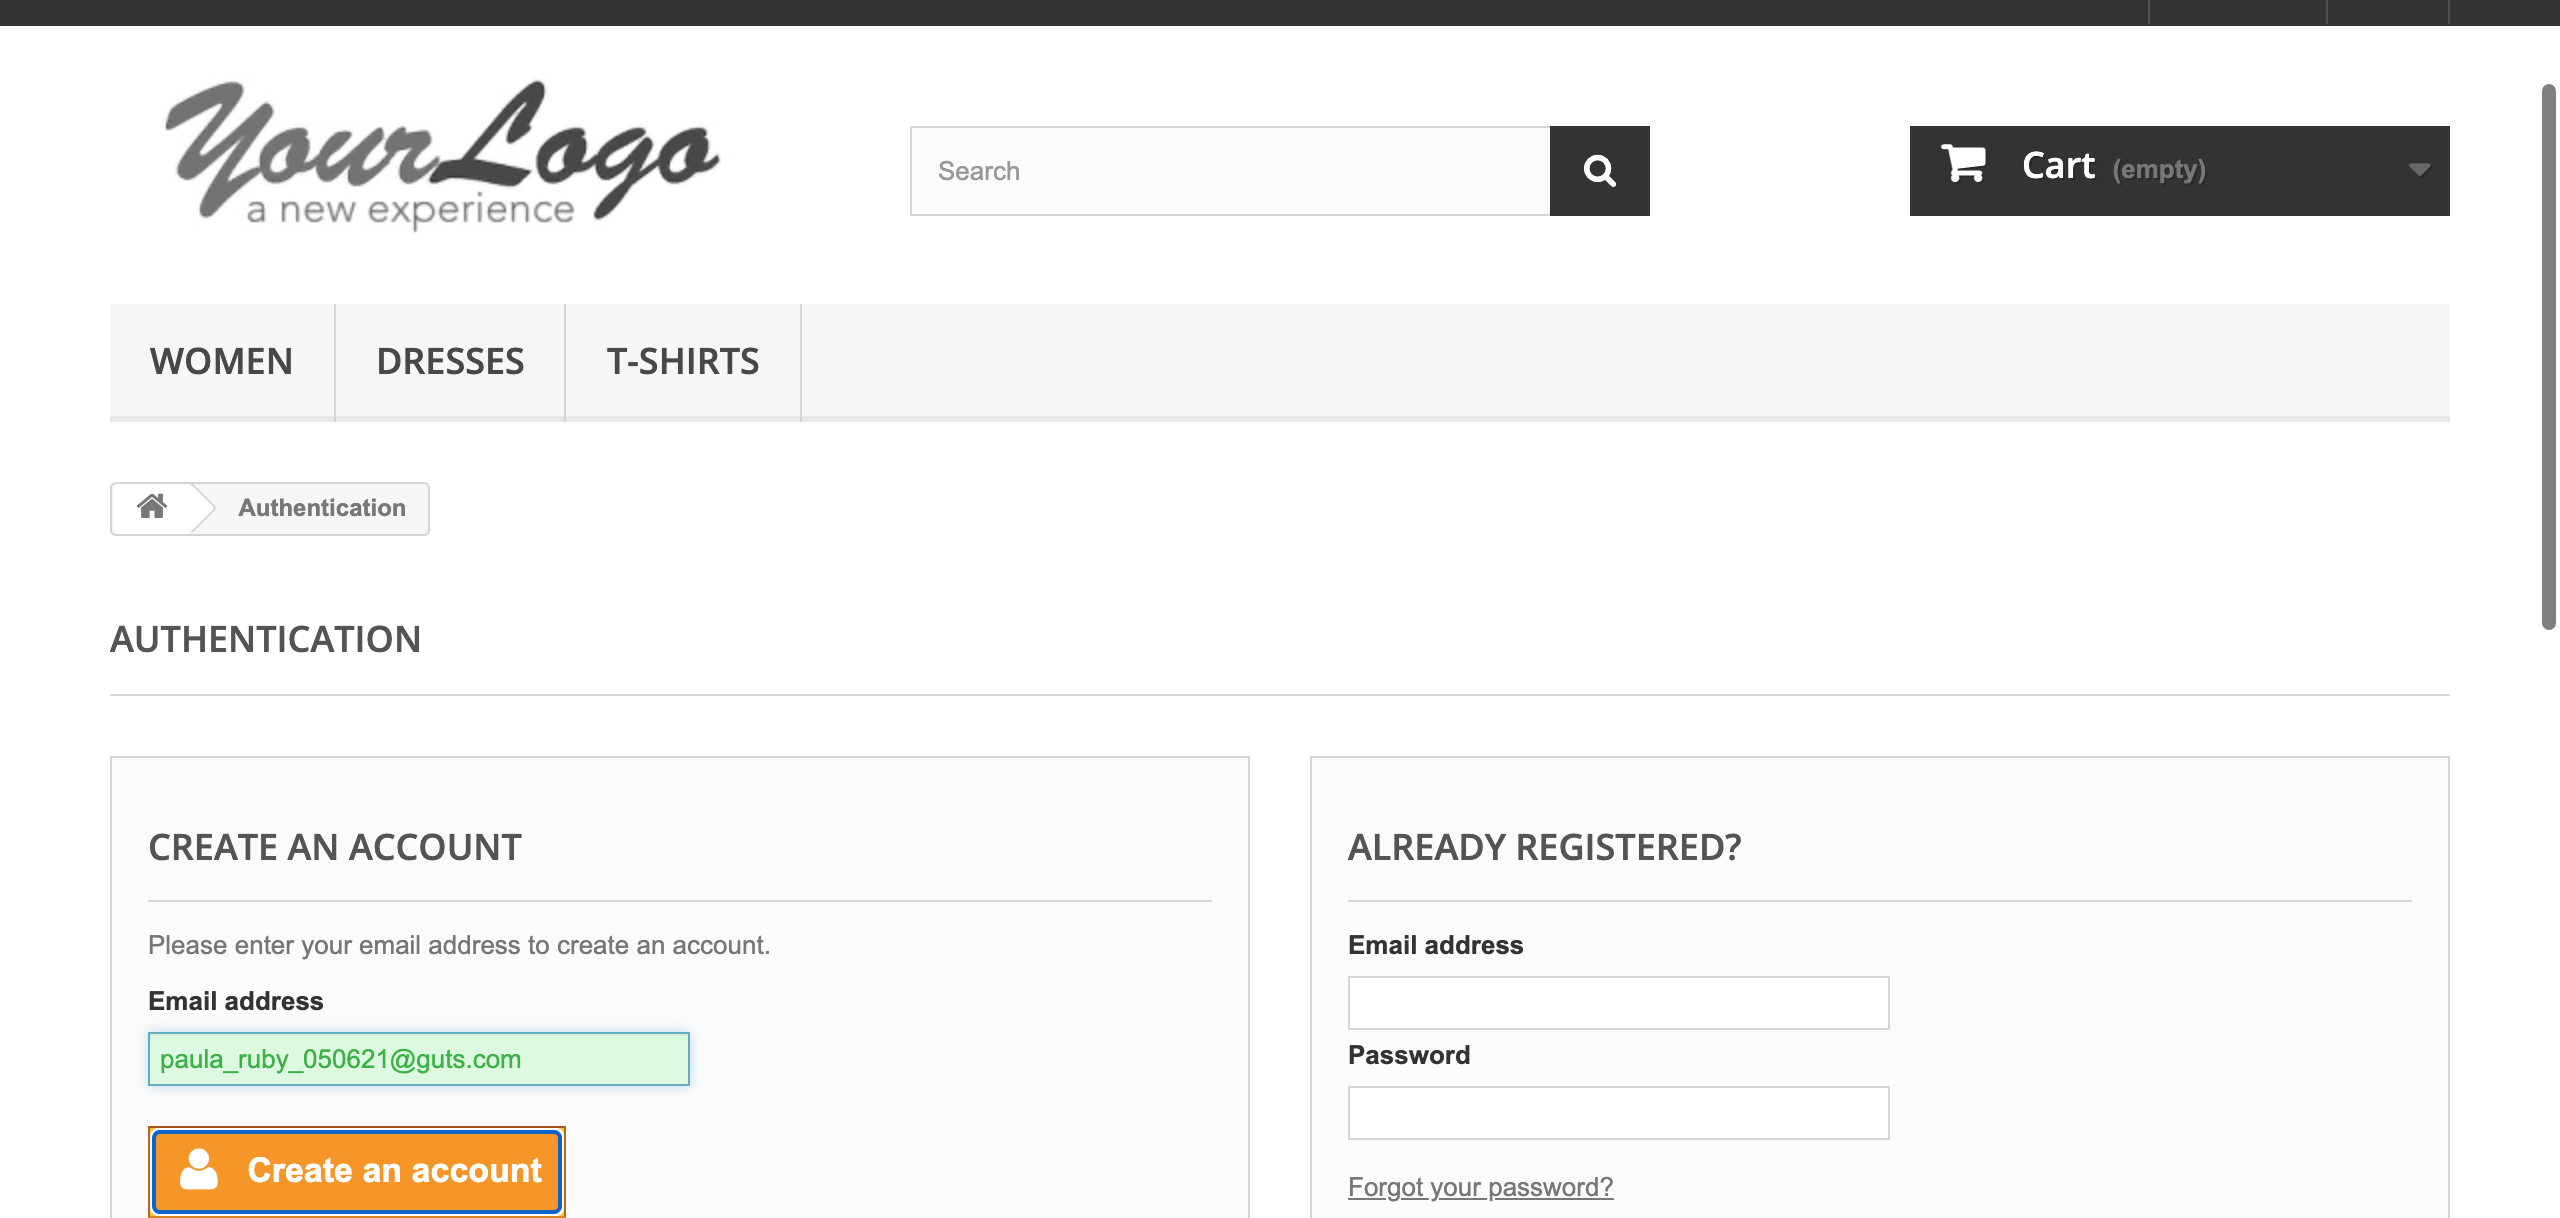 YourLogo
a new experience
Search
Cart (empty)
WOMEN DRESSES T-SHIRTS
Authentication
AUTHENTICATION
CREATE AN ACCOUNT
Please enter your email address to create an account.
Email address
paula_ruby_050621@guts.com
Create an account
ALREADY REGISTERED?
Email address
Password
Forgot your password?